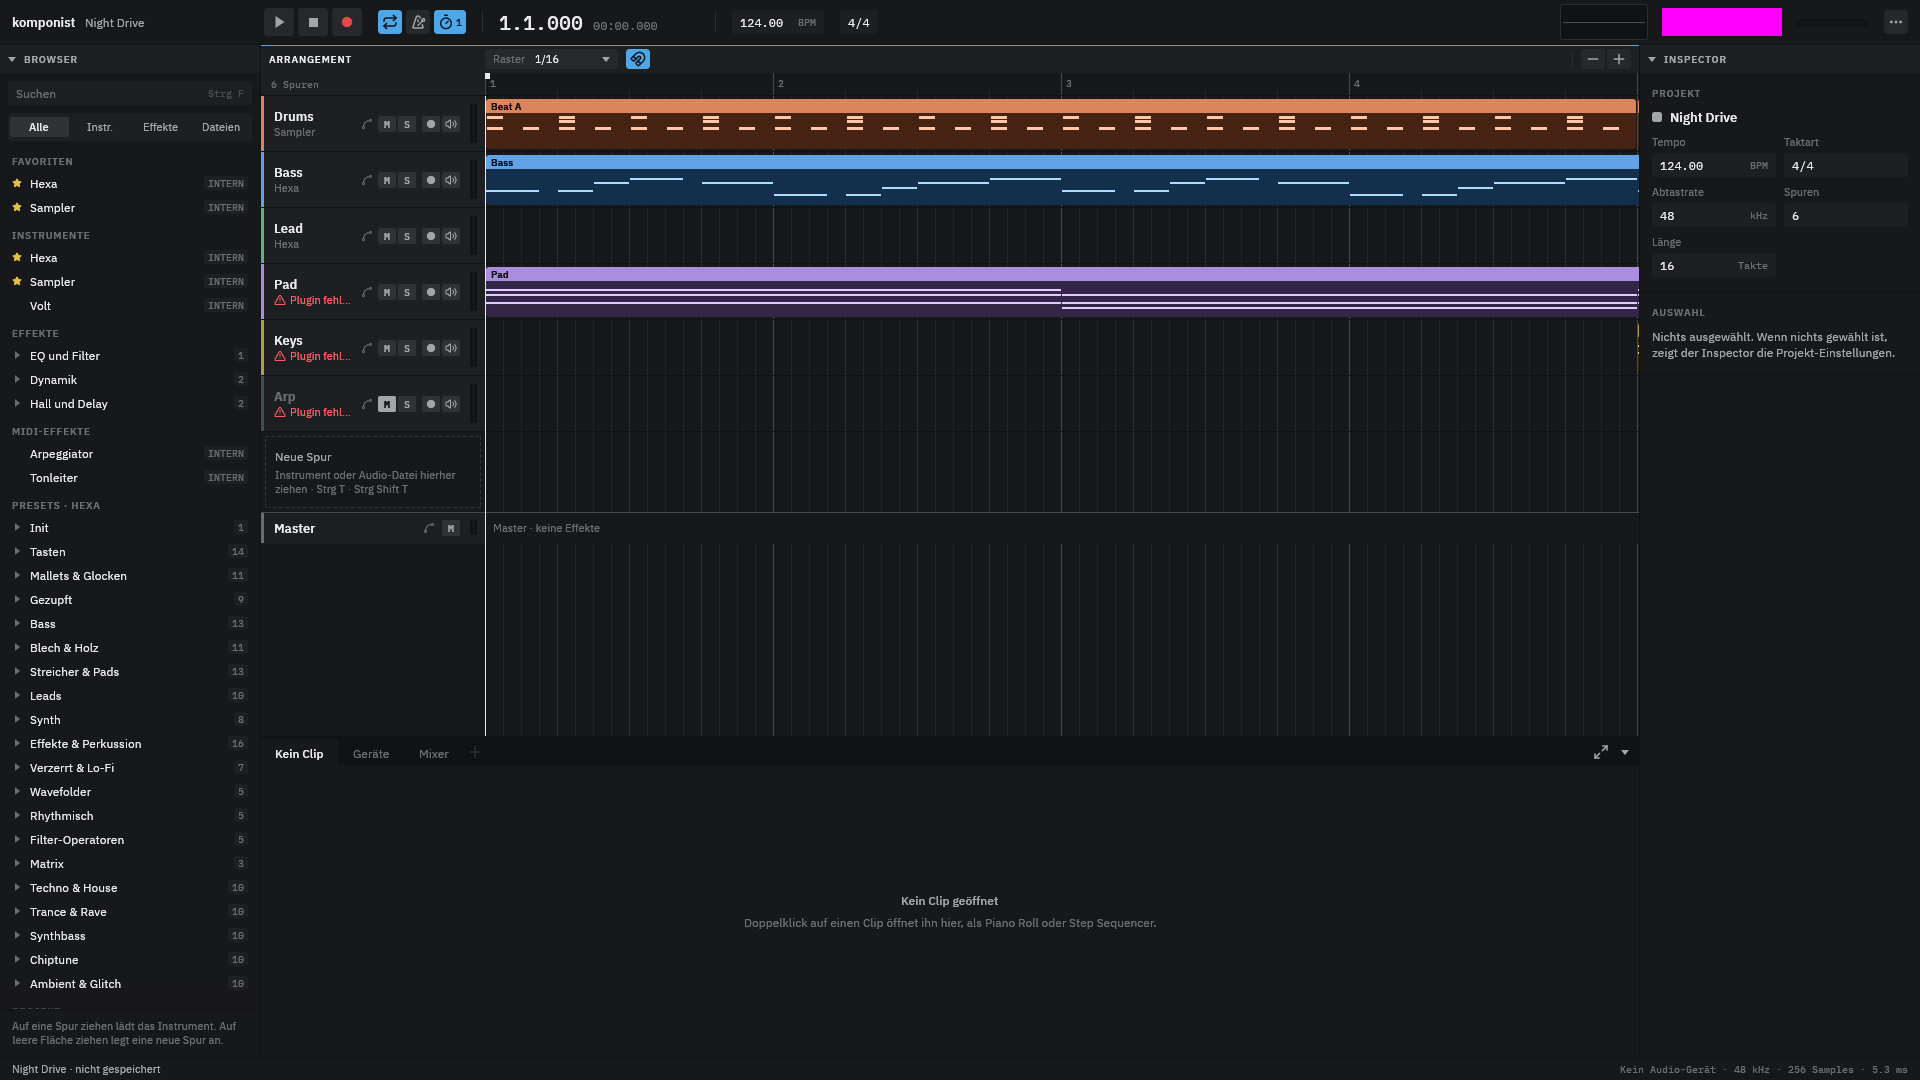 komponist Night Drive
1 1.1.000 00:00.000 124.00 BPM 4/4
BROWSER
Suchen Strg F
Alle Instr. Effekte Dateien
FAVORITEN
Hexa INTERN
Sampler INTERN
INSTRUMENTE
Hexa INTERN
Sampler INTERN
Volt INTERN
EFFEKTE
EQ und Filter 1
Dynamik 2
Hall und Delay 2
MIDI-EFFEKTE
Arpeggiator INTERN
Tonleiter INTERN
PRESETS · HEXA
Init 1
Tasten 14
Mallets & Glocken 11
Gezupft 9
Bass 13
Blech & Holz 11
Streicher & Pads 13
Leads 10
Synth 8
Effekte & Perkussion 16
Verzerrt & Lo-Fi 7
Wavefolder 5
Rhythmisch 5
Filter-Operatoren 5
Matrix 3
Techno & House 10
Trance & Rave 10
Synthbass 10
Chiptune 10
Ambient & Glitch 10
Auf eine Spur ziehen lädt das Instrument. Auf
leere Fläche ziehen legt eine neue Spur an.
ARRANGEMENT Raster 1/16
6 Spuren 1 2 3 4
Drums M S
Sampler
Beat A
Bass M S
Hexa
Bass
Lead M S
Hexa
Pad M S
Plugin fehl...
Pad
Keys M S
Plugin fehl...
Arp M S
Plugin fehl...
Neue Spur
Instrument oder Audio-Datei hierher
ziehen · Strg T · Strg Shift T
Master M Master · keine Effekte
Kein Clip Geräte Mixer
Kein Clip geöffnet
Doppelklick auf einen Clip öffnet ihn hier, als Piano Roll oder Step Sequencer.
INSPECTOR
PROJEKT
Night Drive
Tempo Taktart
124.00 BPM 4/4
Abtastrate Spuren
48 kHz 6
Länge
16 Takte
AUSWAHL
Nichts ausgewählt. Wenn nichts gewählt ist,
zeigt der Inspector die Projekt-Einstellungen.
Night Drive · nicht gespeichert
Kein Audio-Gerät · 48 kHz · 256 Samples · 5.3 ms